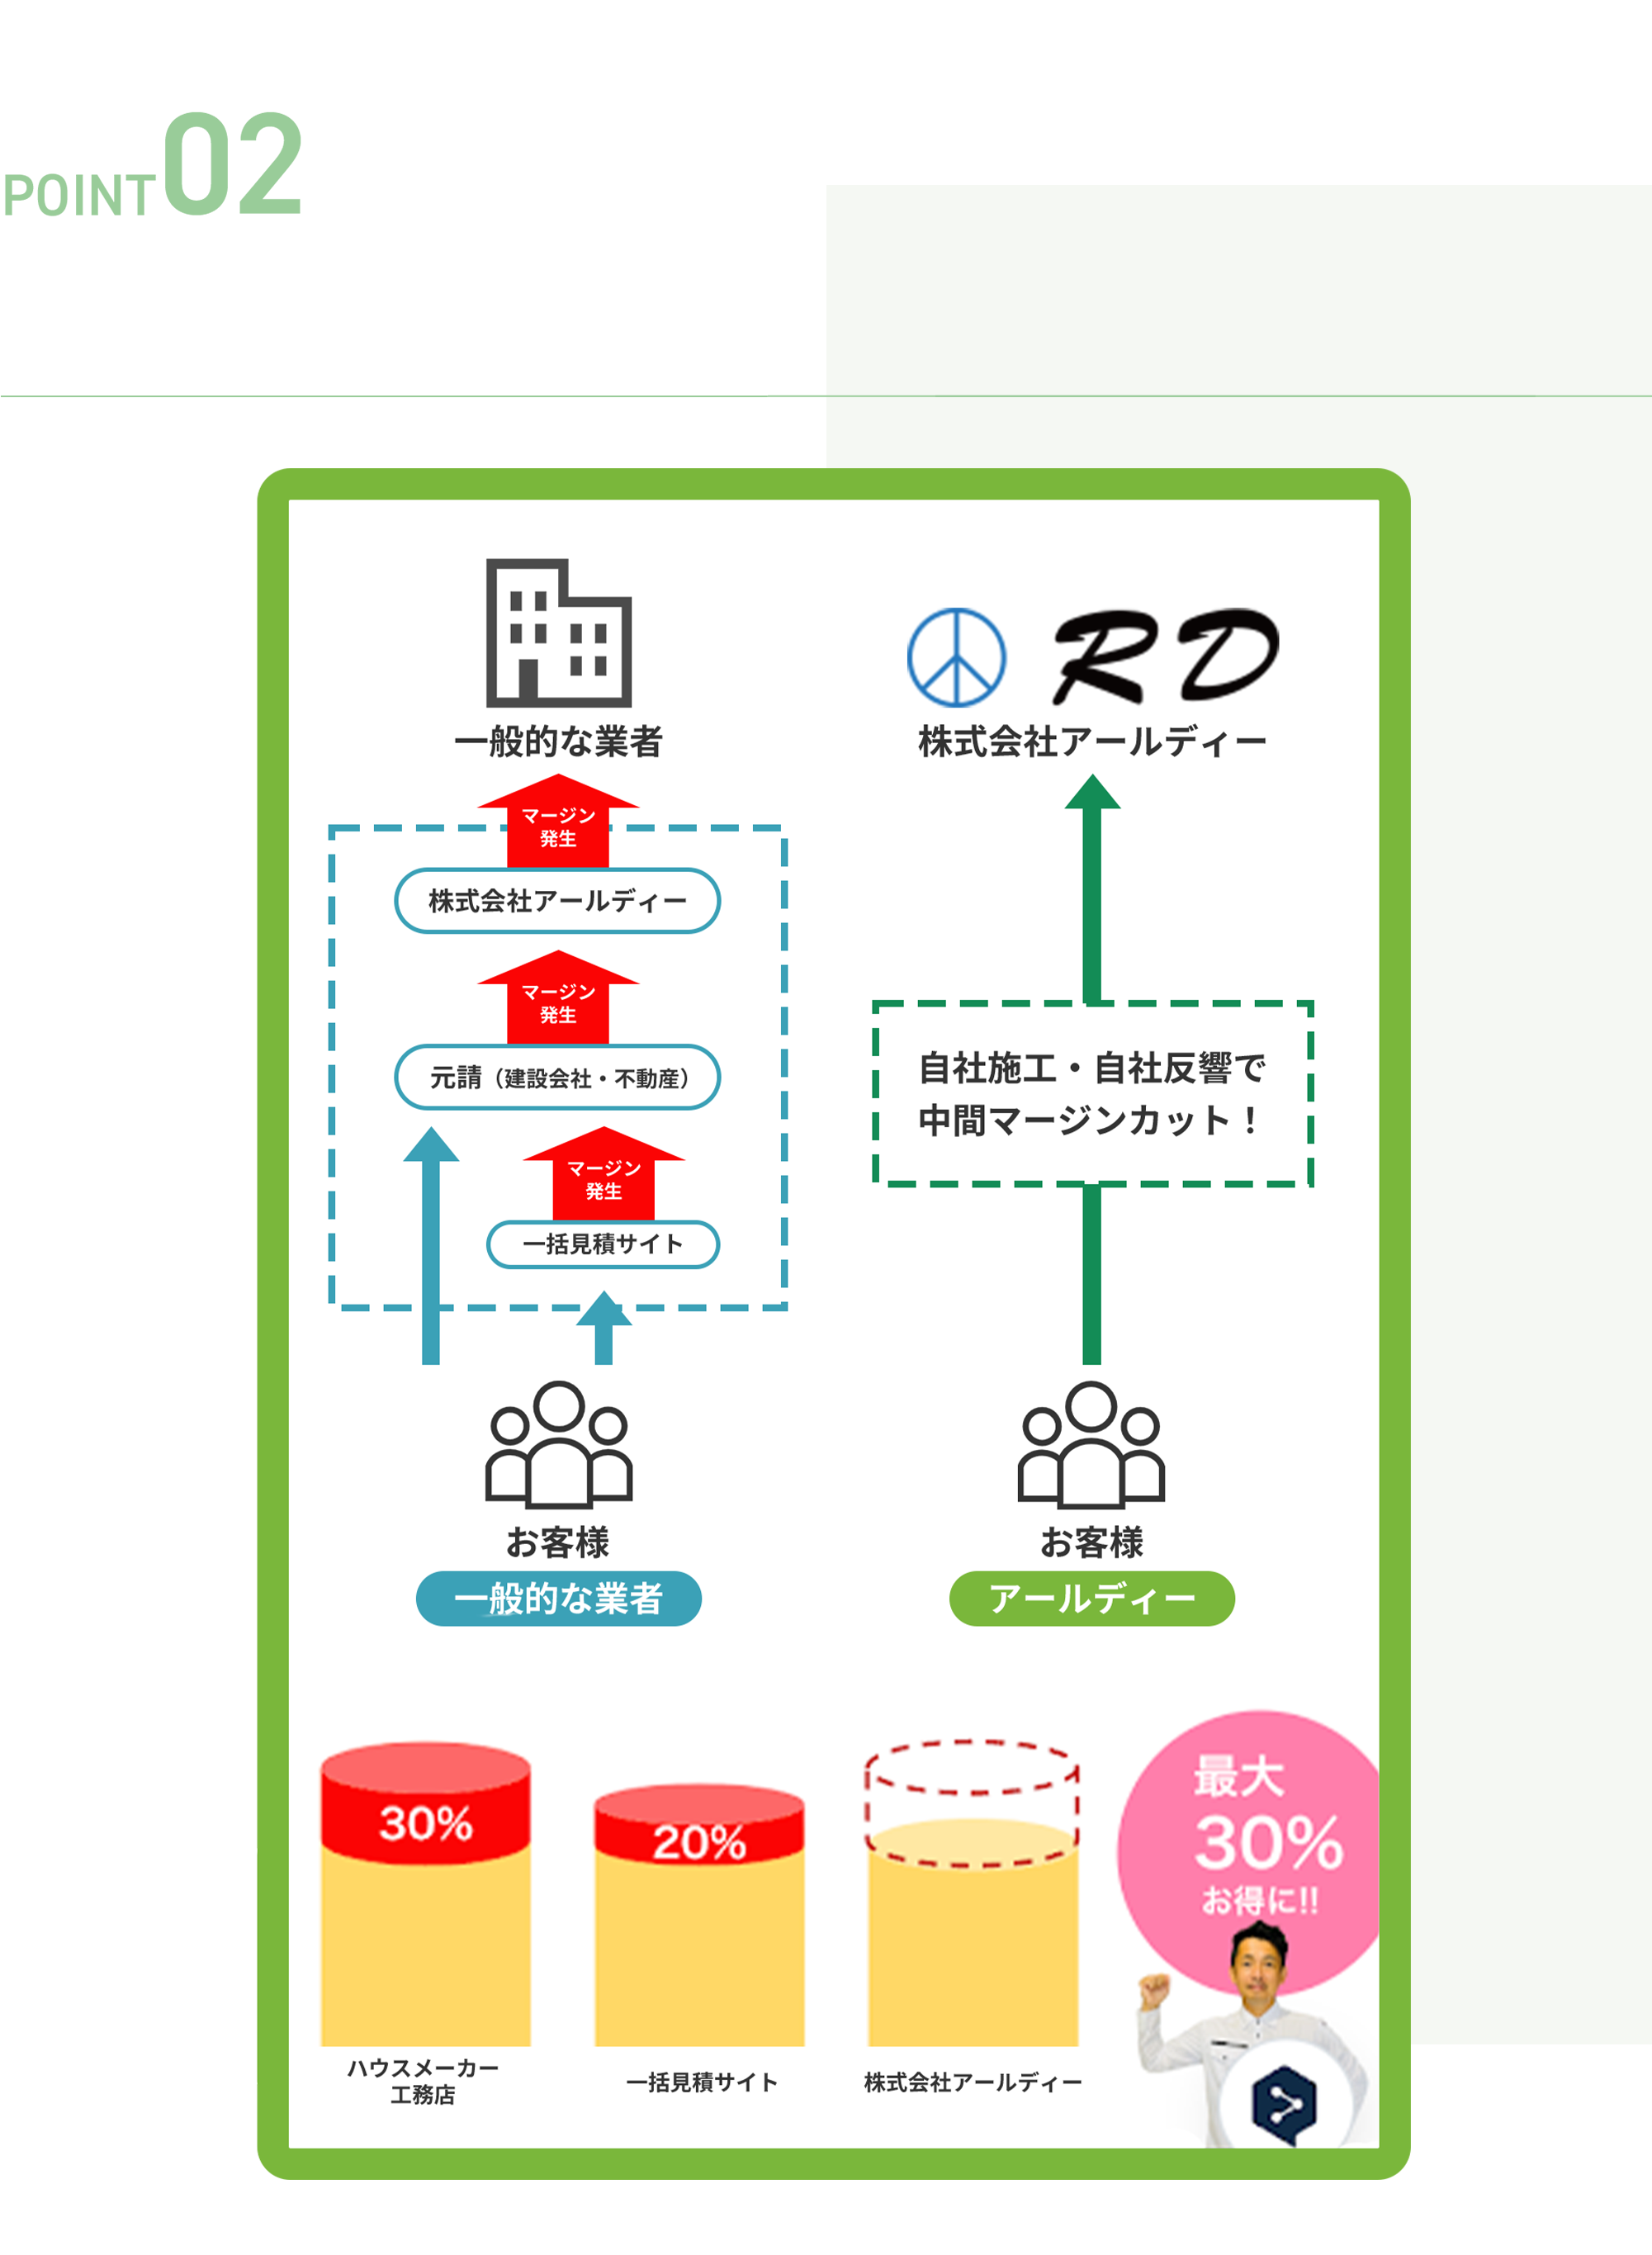 POINT02
一般的な業者
マージン
発生
株式会社アールディー
マージン
発生
元請（建設会社・不動産）
マージン
発生
一括見積サイト
お客様
一般的な業者
RD
株式会社アールディー
自社施工・自社反響で
中間マージンカット！
お客様
アールディー
30%
ハウスメーカー
工務店
20%
一括見積サイト
株式会社アールディー
最大
30%
お得に!!